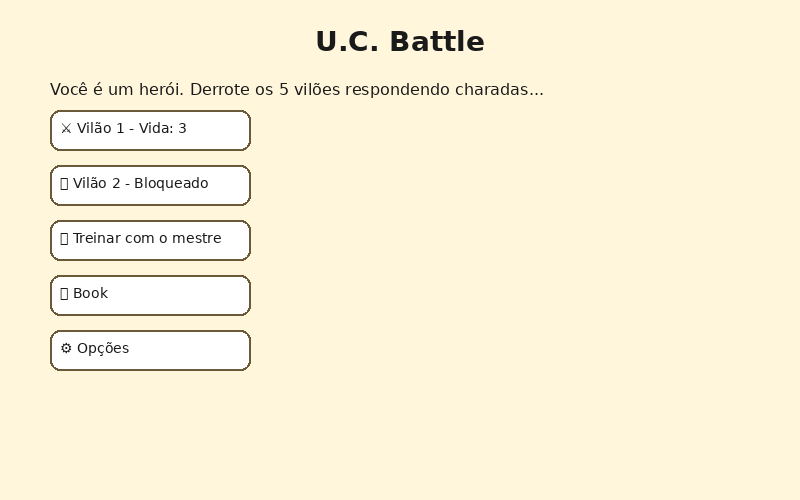 U.C. Battle
Você é um herói. Derrote os 5 vilões respondendo charadas...
⚔ Vilão 1 - Vida: 3
▯ Vilão 2 - Bloqueado
▯ Treinar com o mestre
▯ Book
⚙ Opções